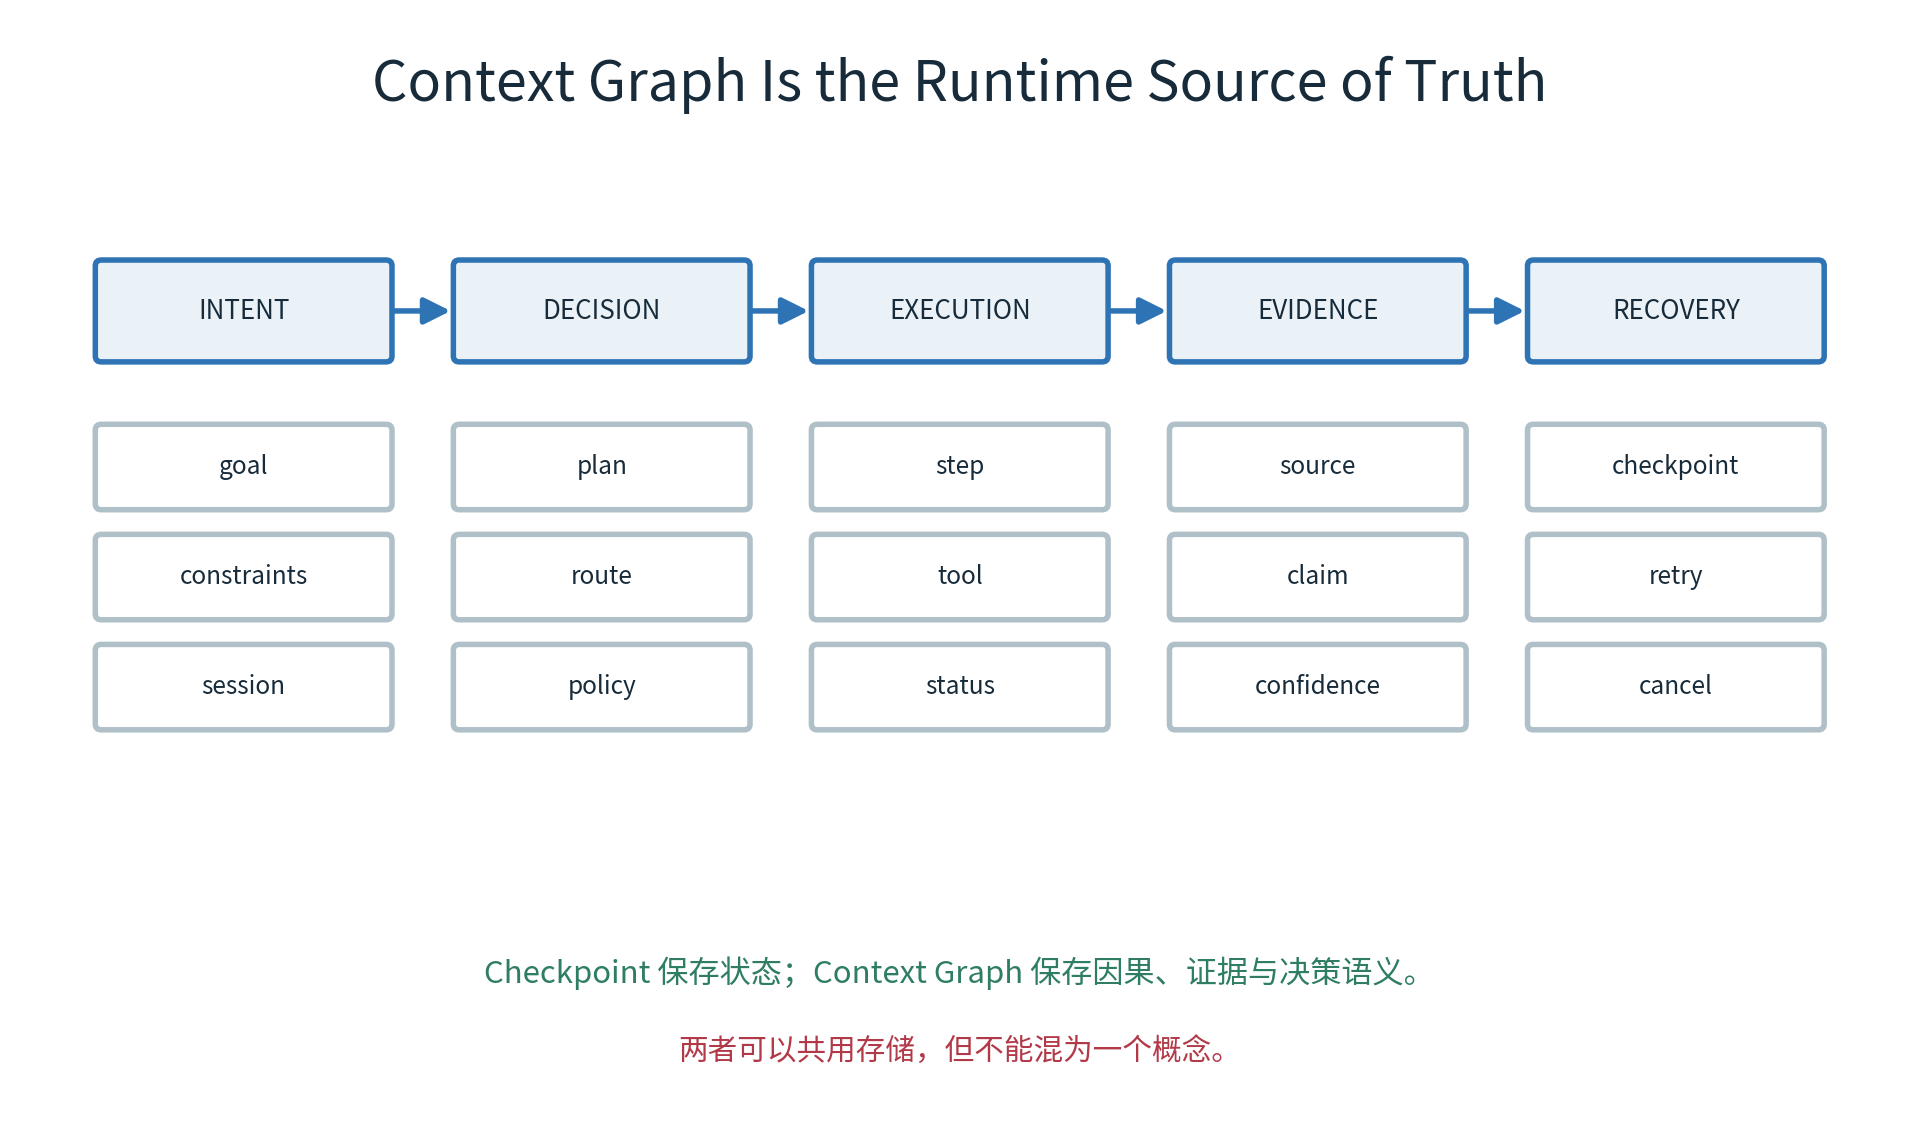 Context Graph Is the Runtime Source of Truth
INTENT
DECISION
EXECUTION
EVIDENCE
RECOVERY
goal
plan
step
source
checkpoint
constraints
route
tool
claim
retry
session
policy
status
confidence
cancel
Checkpoint 保存状态；Context Graph 保存因果、证据与决策语义。
两者可以共用存储，但不能混为一个概念。